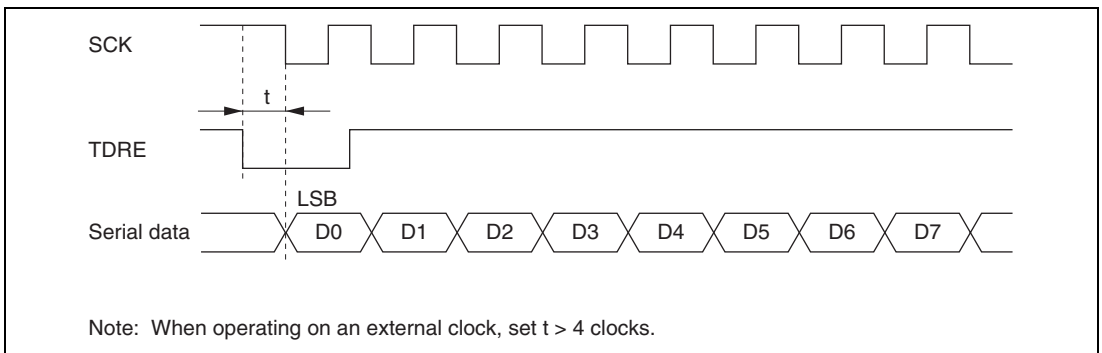 SCK
t
TDRE
LSB
Serial data D0 D1 D2 D3 D4 D5 D6 D7
Note: When operating on an external clock, set t > 4 clocks.